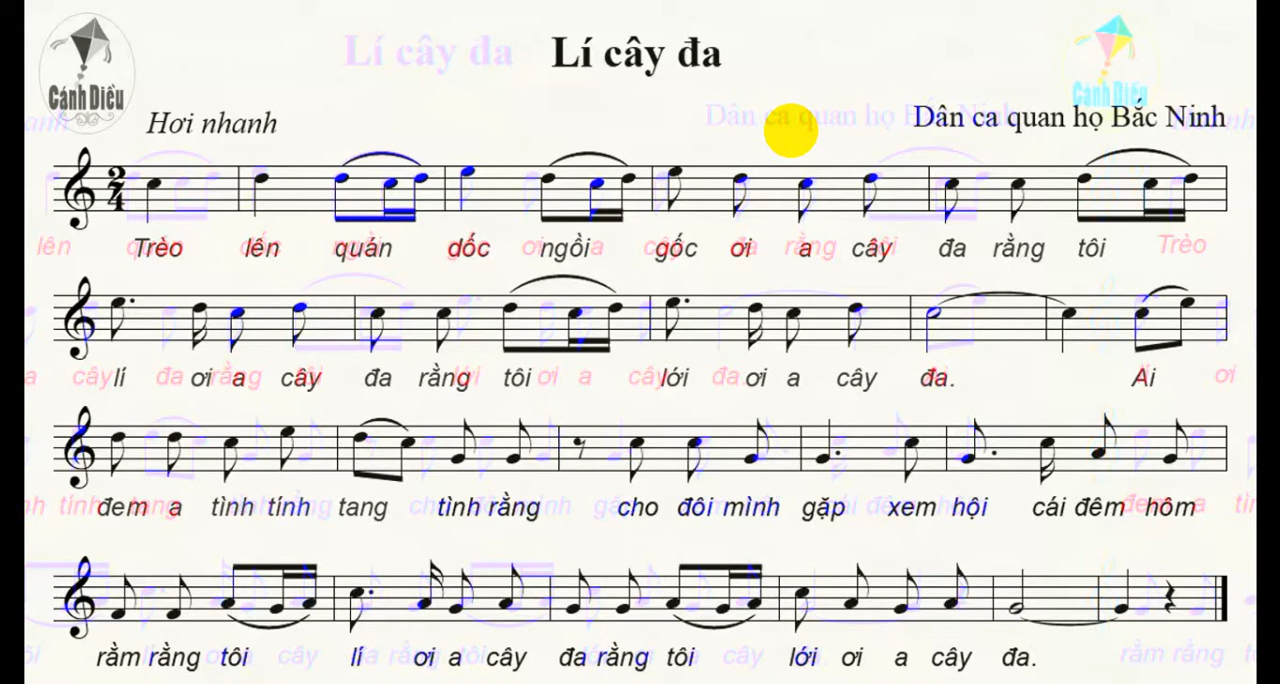 Lí cây đa
Cánh Diều
Hơi nhanh
Dân ca quan họ Bắc Ninh
2
4
Trèo lên quán dốc ngồi gốc ơi a cây đa rằng tôi
lí ơi a cây đa rằng tôi lới ơi a cây đa. Ai
đem a tình tính tang tình rằng cho đôi mình gặp xem hội cái đêm hôm
rằm rằng tôi lí ơi a cây đa rằng tôi lới ơi a cây đa.